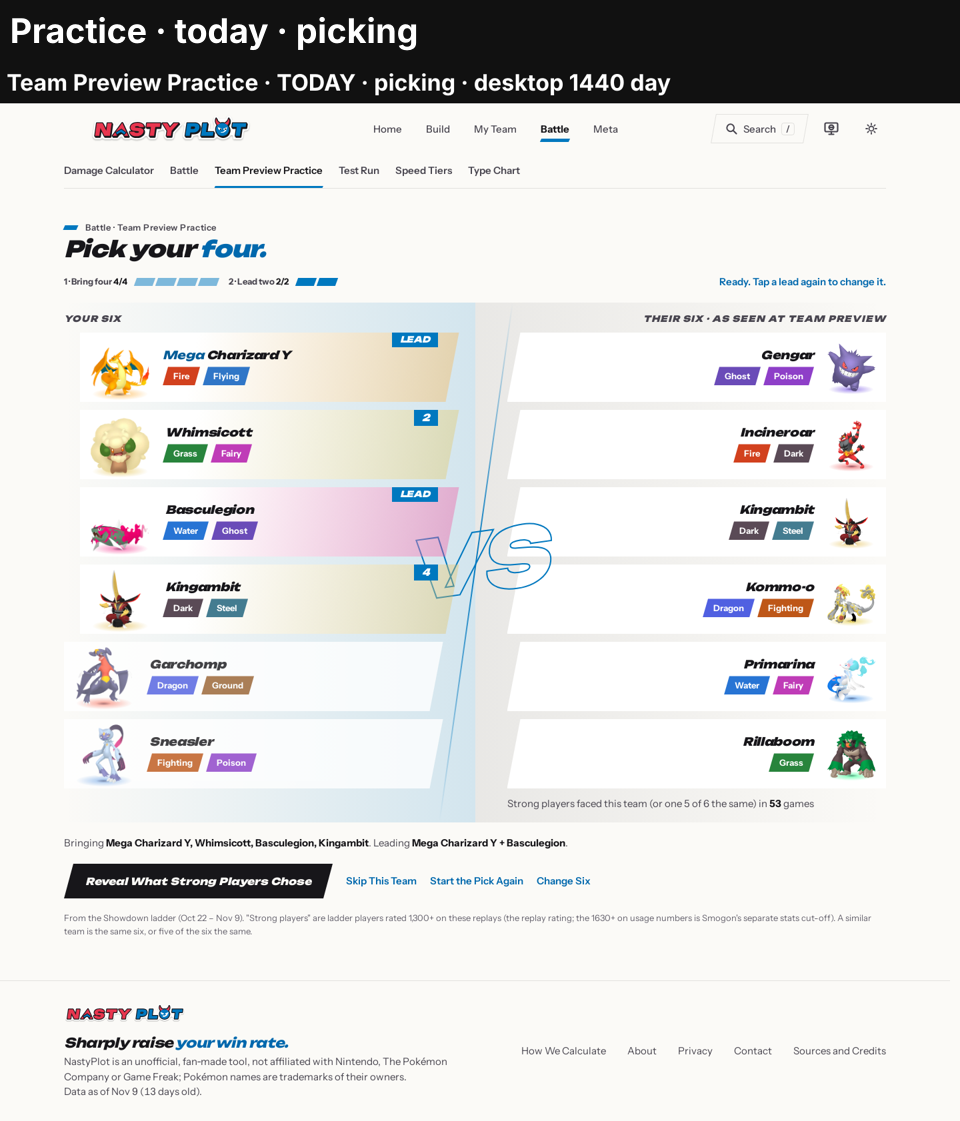 Practice · today · picking
Team Preview Practice · TODAY · picking · desktop 1440 day
NASTY PLOT
Home Build My Team Battle Meta
Search /
Damage Calculator Battle Team Preview Practice Test Run Speed Tiers Type Chart
Battle · Team Preview Practice
Pick your four.
1·Bring four 4/4 2·Lead two 2/2
Ready. Tap a lead again to change it.
YOUR SIX
THEIR SIX · AS SEEN AT TEAM PREVIEW
LEAD
Mega Charizard Y
Fire Flying
2
Whimsicott
Grass Fairy
LEAD
Basculegion
Water Ghost
4
Kingambit
Dark Steel
Garchomp
Dragon Ground
Sneasler
Fighting Poison
VS
Gengar
Ghost Poison
Incineroar
Fire Dark
Kingambit
Dark Steel
Kommo-o
Dragon Fighting
Primarina
Water Fairy
Rillaboom
Grass
Strong players faced this team (or one 5 of 6 the same) in 53 games
Bringing Mega Charizard Y, Whimsicott, Basculegion, Kingambit. Leading Mega Charizard Y + Basculegion.
Reveal What Strong Players Chose Skip This Team Start the Pick Again Change Six
From the Showdown ladder (Oct 22 – Nov 9). "Strong players" are ladder players rated 1,300+ on these replays (the replay rating; the 1630+ on usage numbers is Smogon's separate stats cut-off). A similar
team is the same six, or five of the six the same.
NASTY PLOT
Sharply raise your win rate.
NastyPlot is an unofficial, fan-made tool, not affiliated with Nintendo, The Pokémon
Company or Game Freak; Pokémon names are trademarks of their owners.
Data as of Nov 9 (13 days old).
How We Calculate About Privacy Contact Sources and Credits